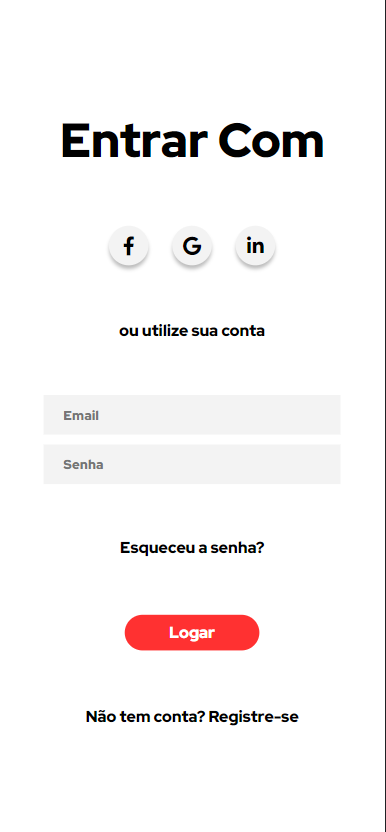 Entrar Com
f G in
ou utilize sua conta
Email
Senha
Esqueceu a senha?
Logar
Não tem conta? Registre-se